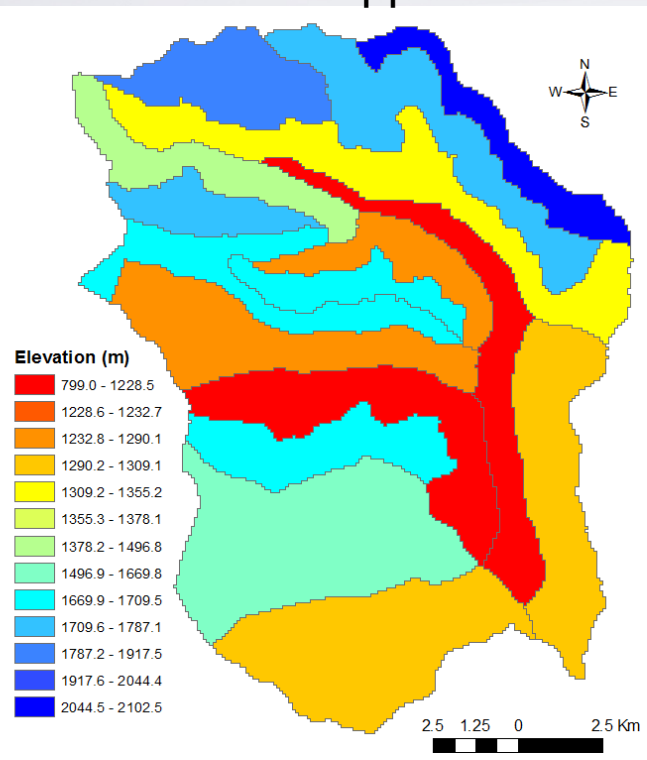 N
W E
S
Elevation (m)
799.0 - 1228.5
1228.6 - 1232.7
1232.8 - 1290.1
1290.2 - 1309.1
1309.2 - 1355.2
1355.3 - 1378.1
1378.2 - 1496.8
1496.9 - 1669.8
1669.9 - 1709.5
1709.6 - 1787.1
1787.2 - 1917.5
1917.6 - 2044.4
2044.5 - 2102.5
2.5 1.25 0 2.5 Km